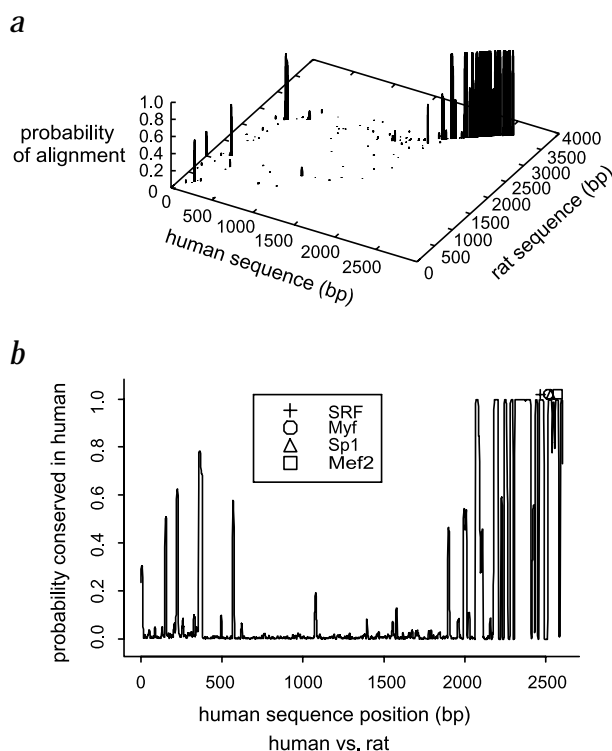 a
1.0
0.8
0.6
0.4
0.2
0
probability
of alignment
0
500
1000
1500
2000
2500
human sequence (bp)
0
500
1000
1500
2000
2500
3000
3500
4000
rat sequence (bp)
b
probability conserved in human
1.0
0.8
0.6
0.4
0.2
0.0
SRF
Myf
Sp1
Mef2
0 500 1000 1500 2000 2500
human sequence position (bp)
human vs, rat